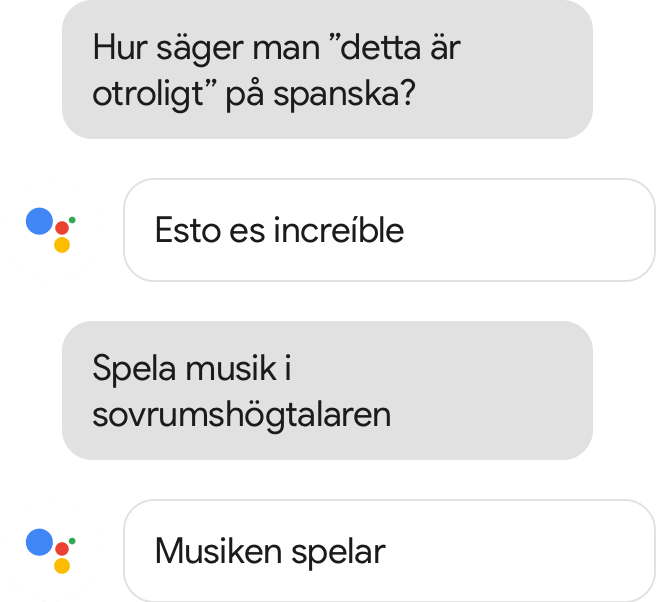 Hur säger man ”detta är
otroligt” på spanska?
Esto es increíble
Spela musik i
sovrumshögtalaren
Musiken spelar